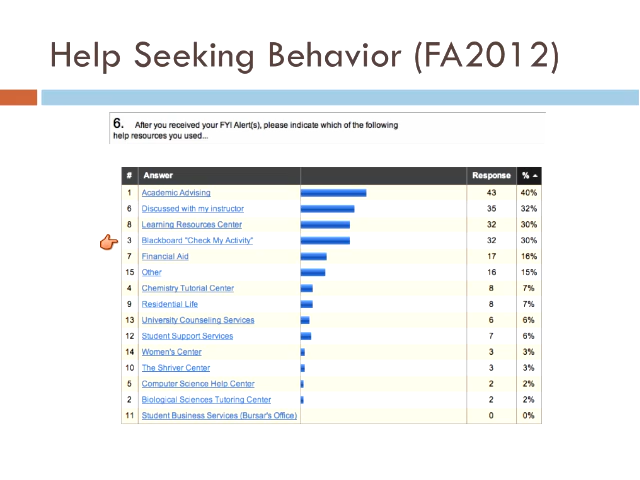 Help Seeking Behavior (FA2012)
6. After you received your FYI Alert(s), please indicate which of the following
help resources you used...
# Answer Response %
1 Academic Advising 43 40%
6 Discussed with my instructor 35 32%
8 Learning Resources Center 32 30%
3 Blackboard "Check My Activity" 32 30%
7 Financial Aid 17 16%
15 Other 16 15%
4 Chemistry Tutorial Center 8 7%
9 Residential Life 8 7%
13 University Counseling Services 6 6%
12 Student Support Services 7 6%
14 Women's Center 3 3%
10 The Shriver Center 3 3%
5 Computer Science Help Center 2 2%
2 Biological Sciences Tutoring Center 2 2%
11 Student Business Services (Bursar's Office) 0 0%